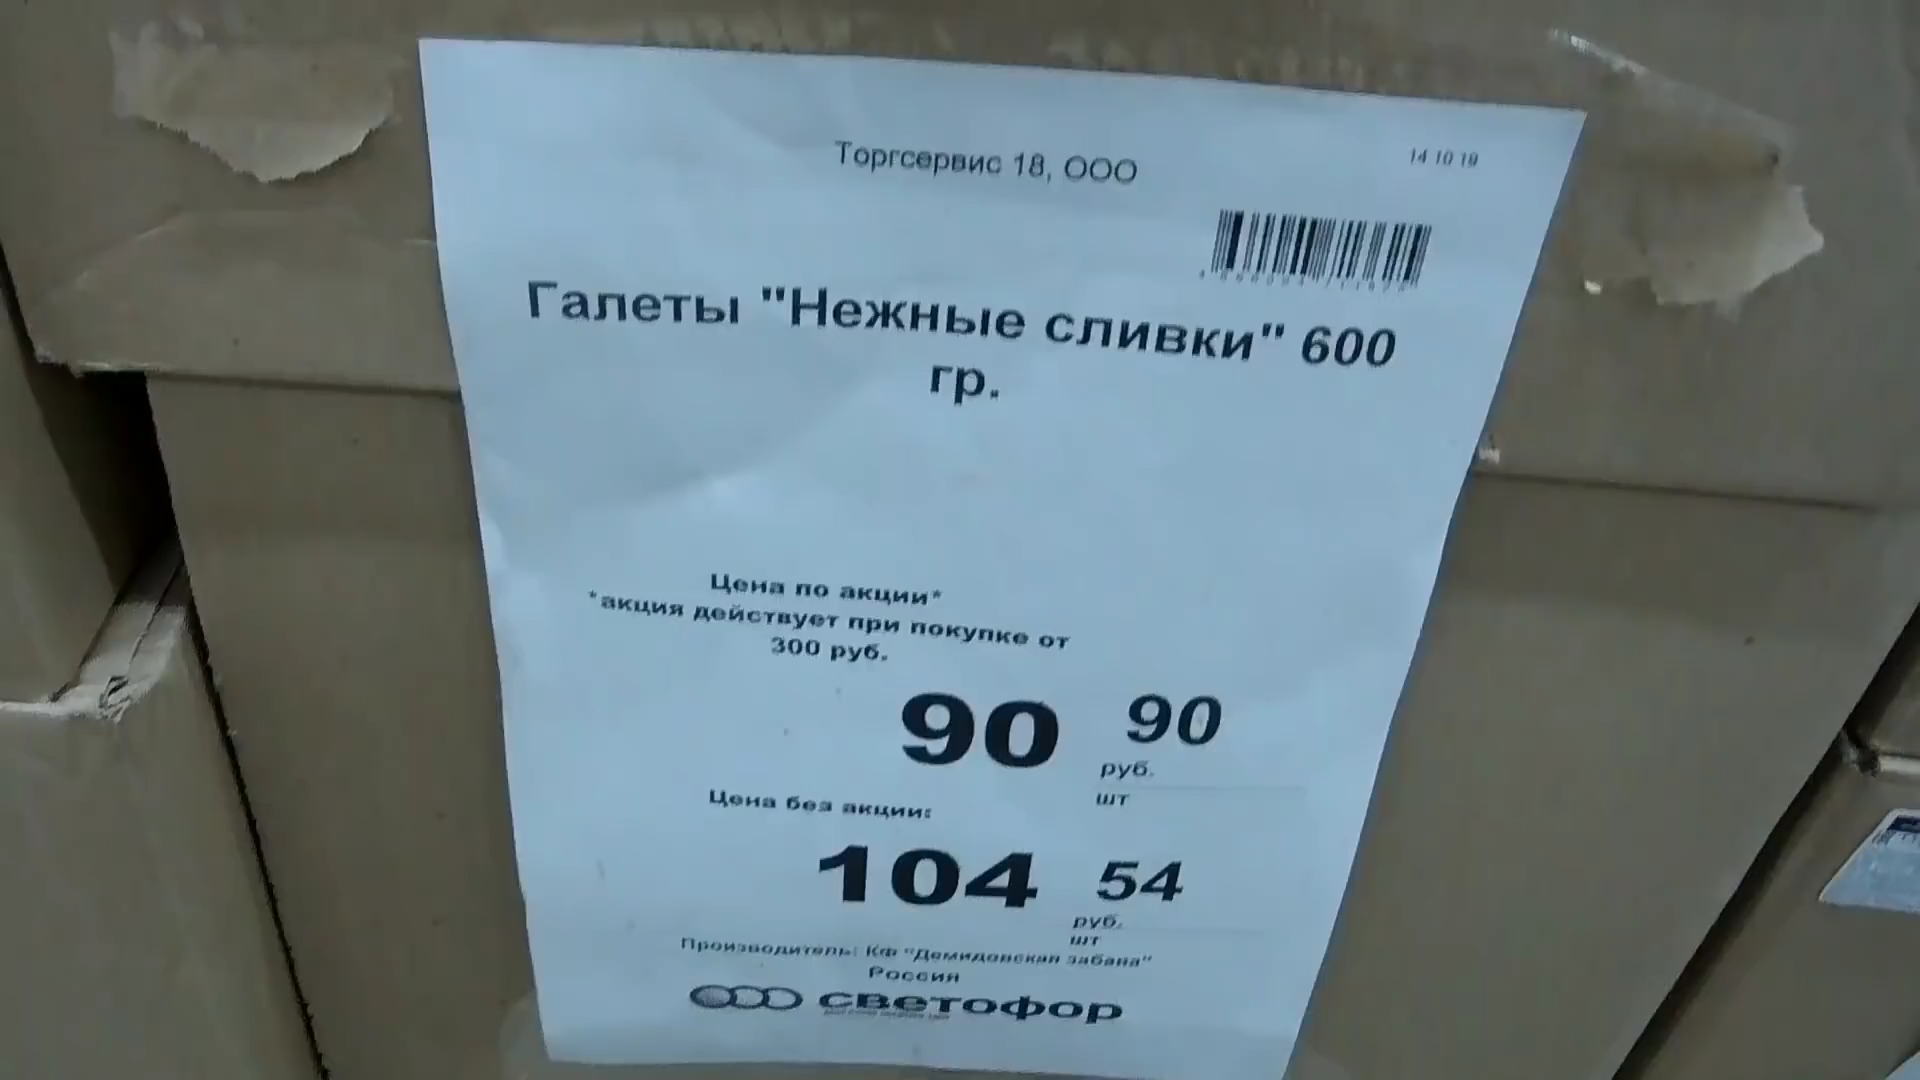 Торгсервис 18, ООО
14 10 19
Галеты "Нежные сливки" 600
гр.
Цена по акции*
*акция действует при покупке от
300 руб.
90 90
руб.
шт
Цена без акции:
104 54
руб.
шт
Производитель: КФ "Демидовская забава"
Россия
светофор